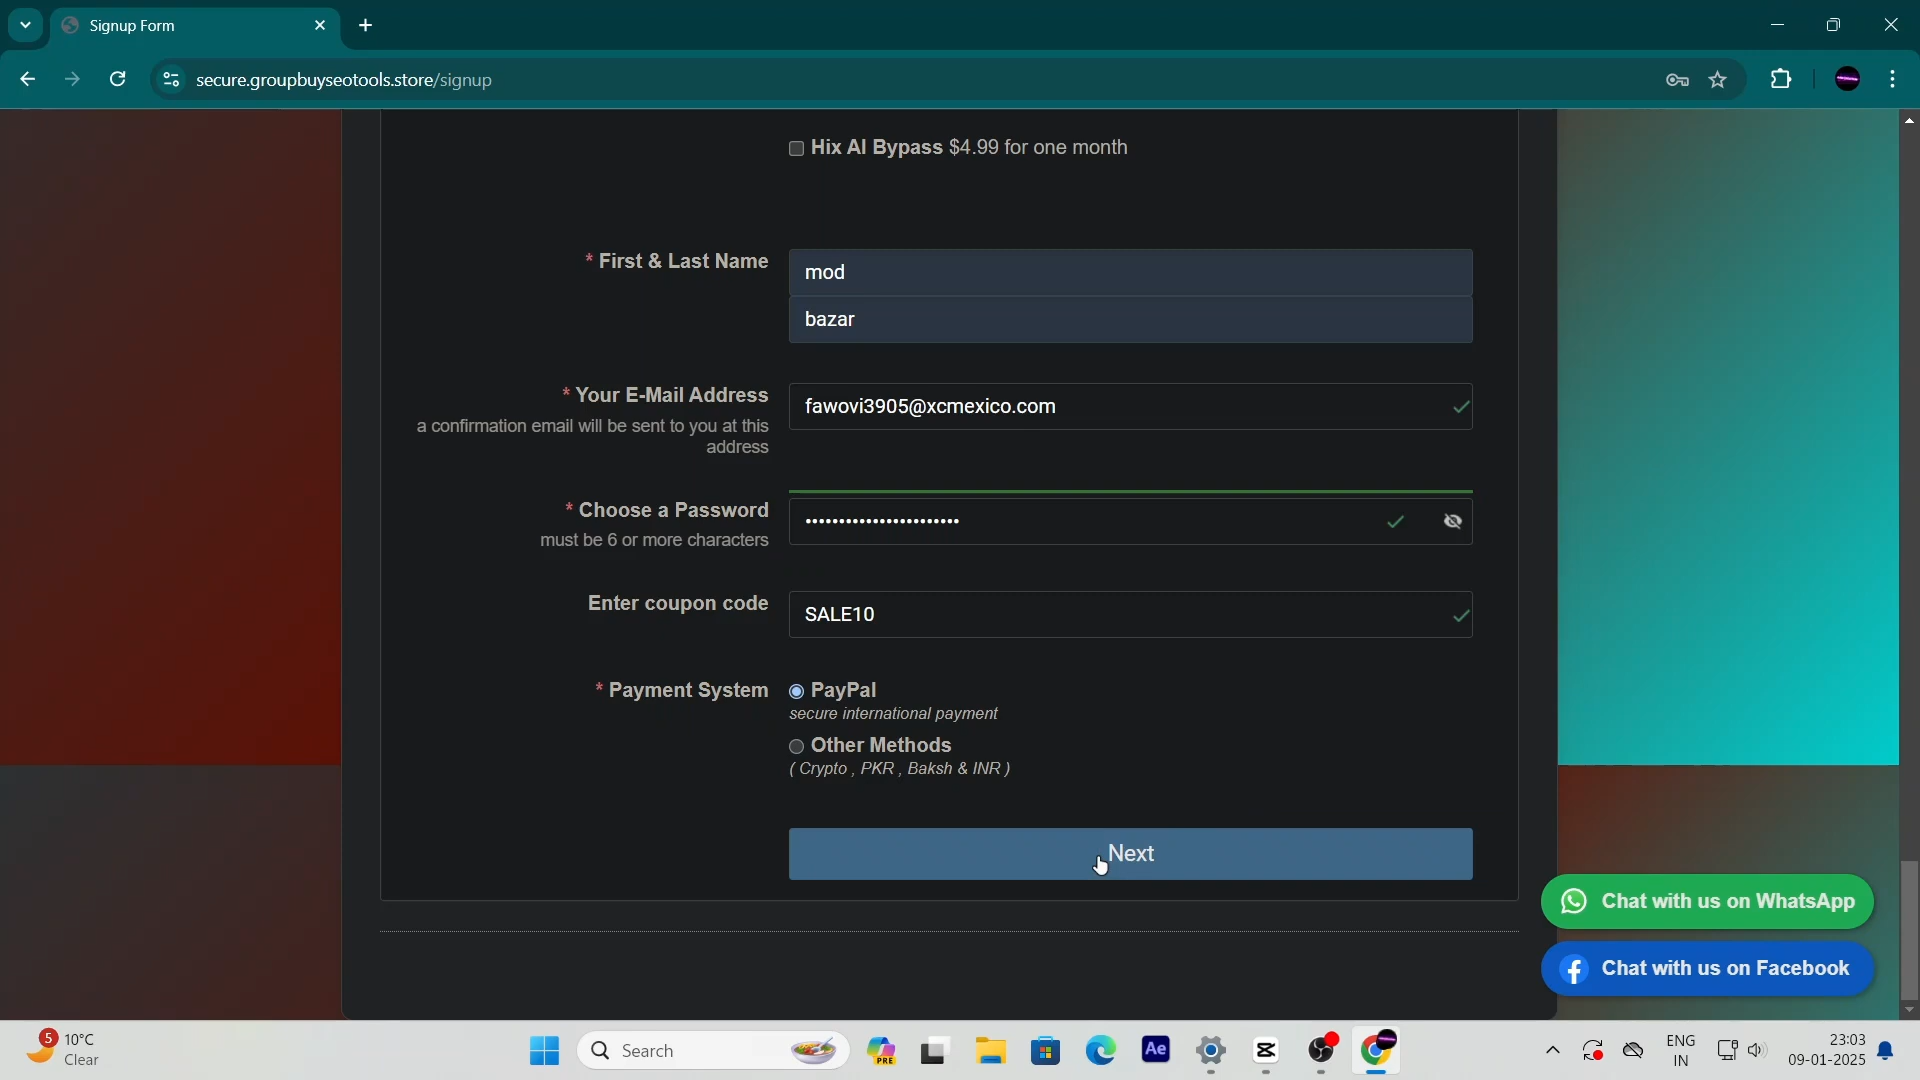 Signup Form
secure.groupbuyseotools.store/signup
Hix AI Bypass $4.99 for one month
* First & Last Name
mod
bazar
* Your E-Mail Address
a confirmation email will be sent to you at this
address
fawovi3905@xcmexico.com
* Choose a Password
must be 6 or more characters
•••••••••••••••••••••••
Enter coupon code
SALE10
* Payment System
PayPal
secure international payment
Other Methods
( Crypto , PKR , Baksh & INR )
Next
Chat with us on WhatsApp
Chat with us on Facebook
5
10°C
Clear
Search
PRE
Ae
ENG
IN
23:03
09-01-2025